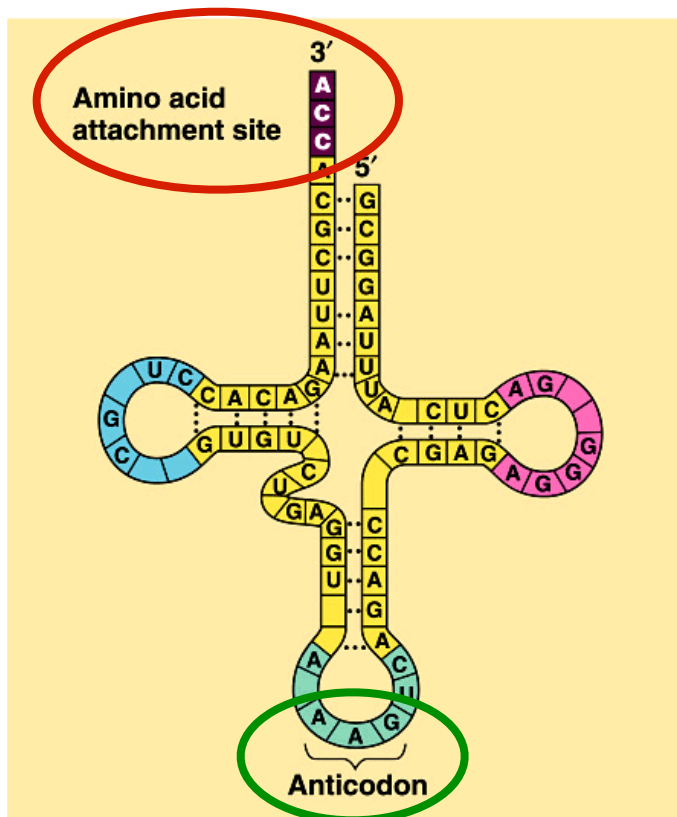 3′
Amino acid
attachment site
A
C
C
A 5′
C G
G C
C G
U G
U A
A U
A U
U C C A C A G U A C U C A G
G G
C G U G U C G A G A G G
U C
G A G C
G C
U A
G
A A C
U
A A G
Anticodon